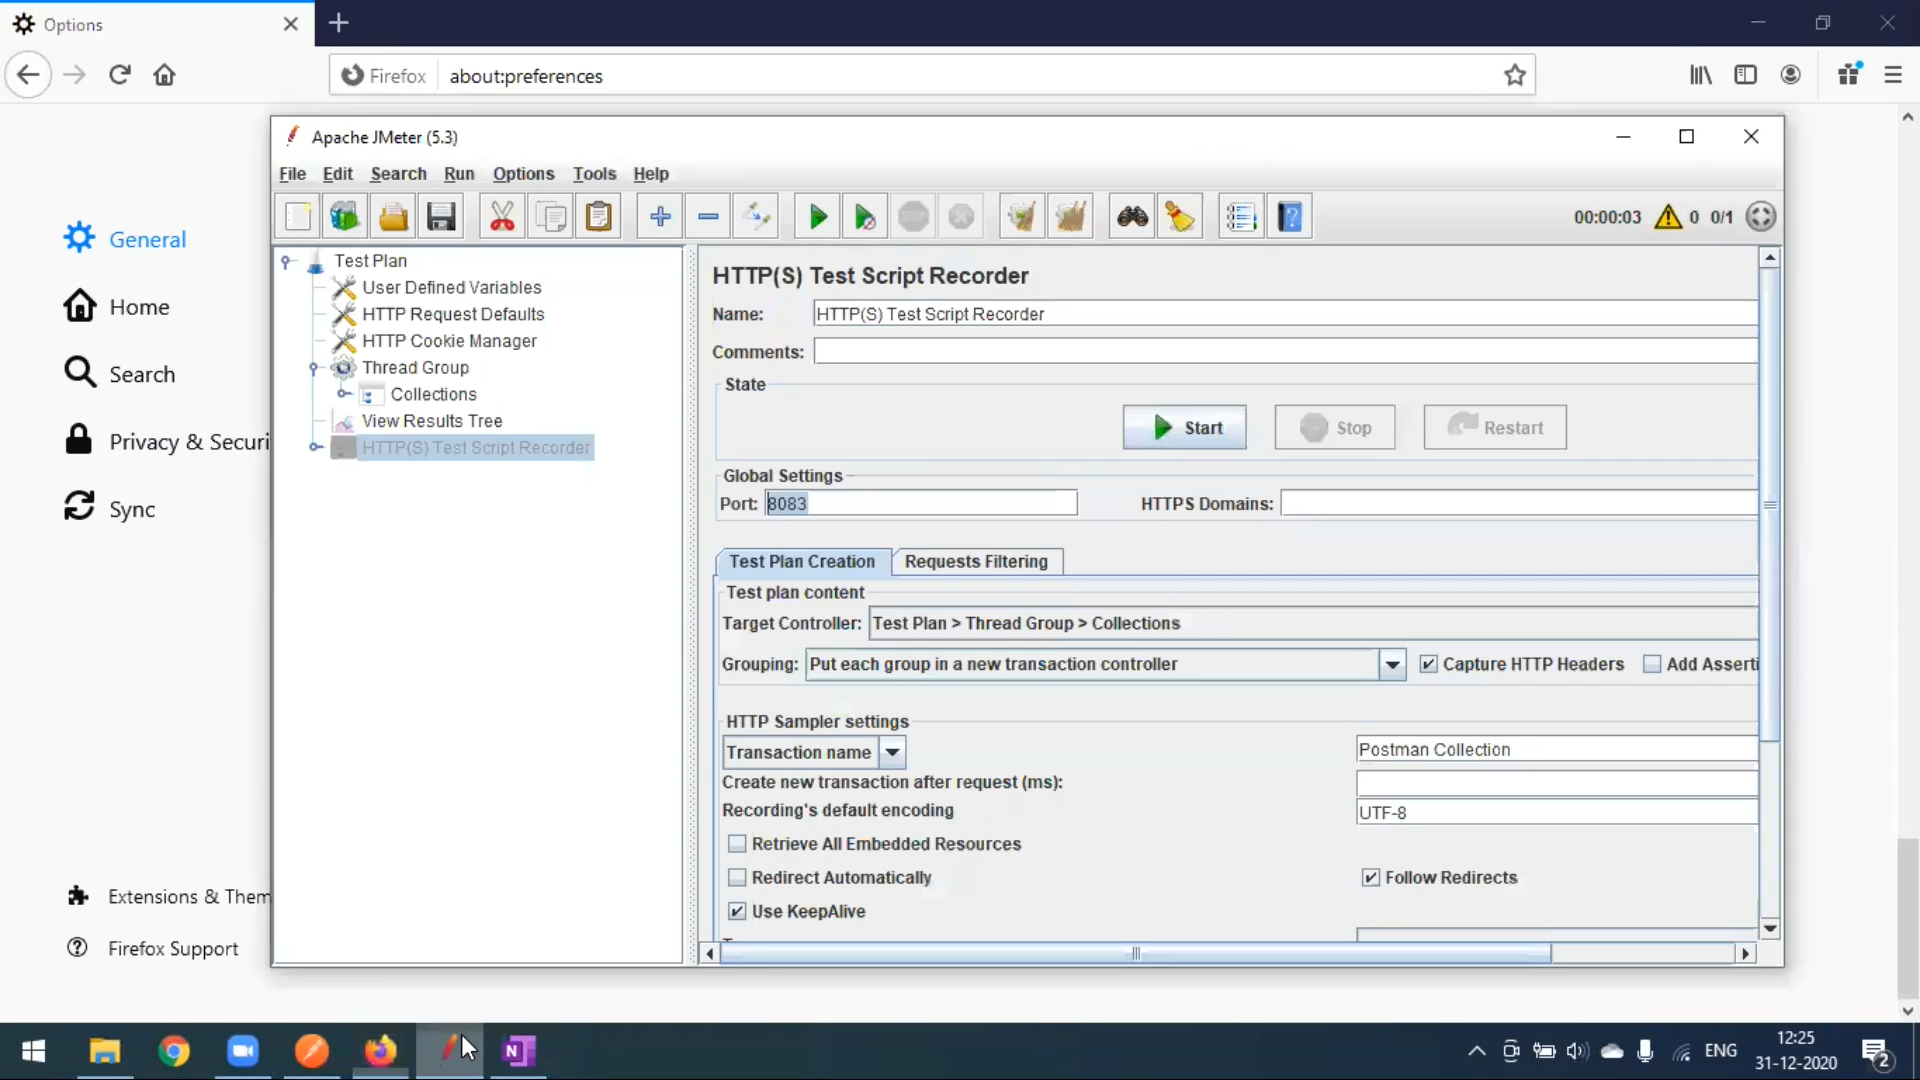 Options
Firefox
about:preferences
Apache JMeter (5.3)
File Edit Search Run Options Tools Help
STOP
00:00:03 0 0/1
General
Home
Search
Privacy & Securi
Sync
Extensions & Them
Firefox Support
Test Plan
User Defined Variables
HTTP Request Defaults
HTTP Cookie Manager
Thread Group
Collections
View Results Tree
HTTP(S) Test Script Recorder
HTTP(S) Test Script Recorder
Name: HTTP(S) Test Script Recorder
Comments:
State
Start Stop Restart
Global Settings
Port: 8083 HTTPS Domains:
Test Plan Creation Requests Filtering
Test plan content
Target Controller: Test Plan > Thread Group > Collections
Grouping: Put each group in a new transaction controller Capture HTTP Headers Add Asserti
HTTP Sampler settings
Transaction name Postman Collection
Create new transaction after request (ms):
Recording's default encoding UTF-8
Retrieve All Embedded Resources
Redirect Automatically Follow Redirects
Use KeepAlive
N
ENG
12:25
31-12-2020
2